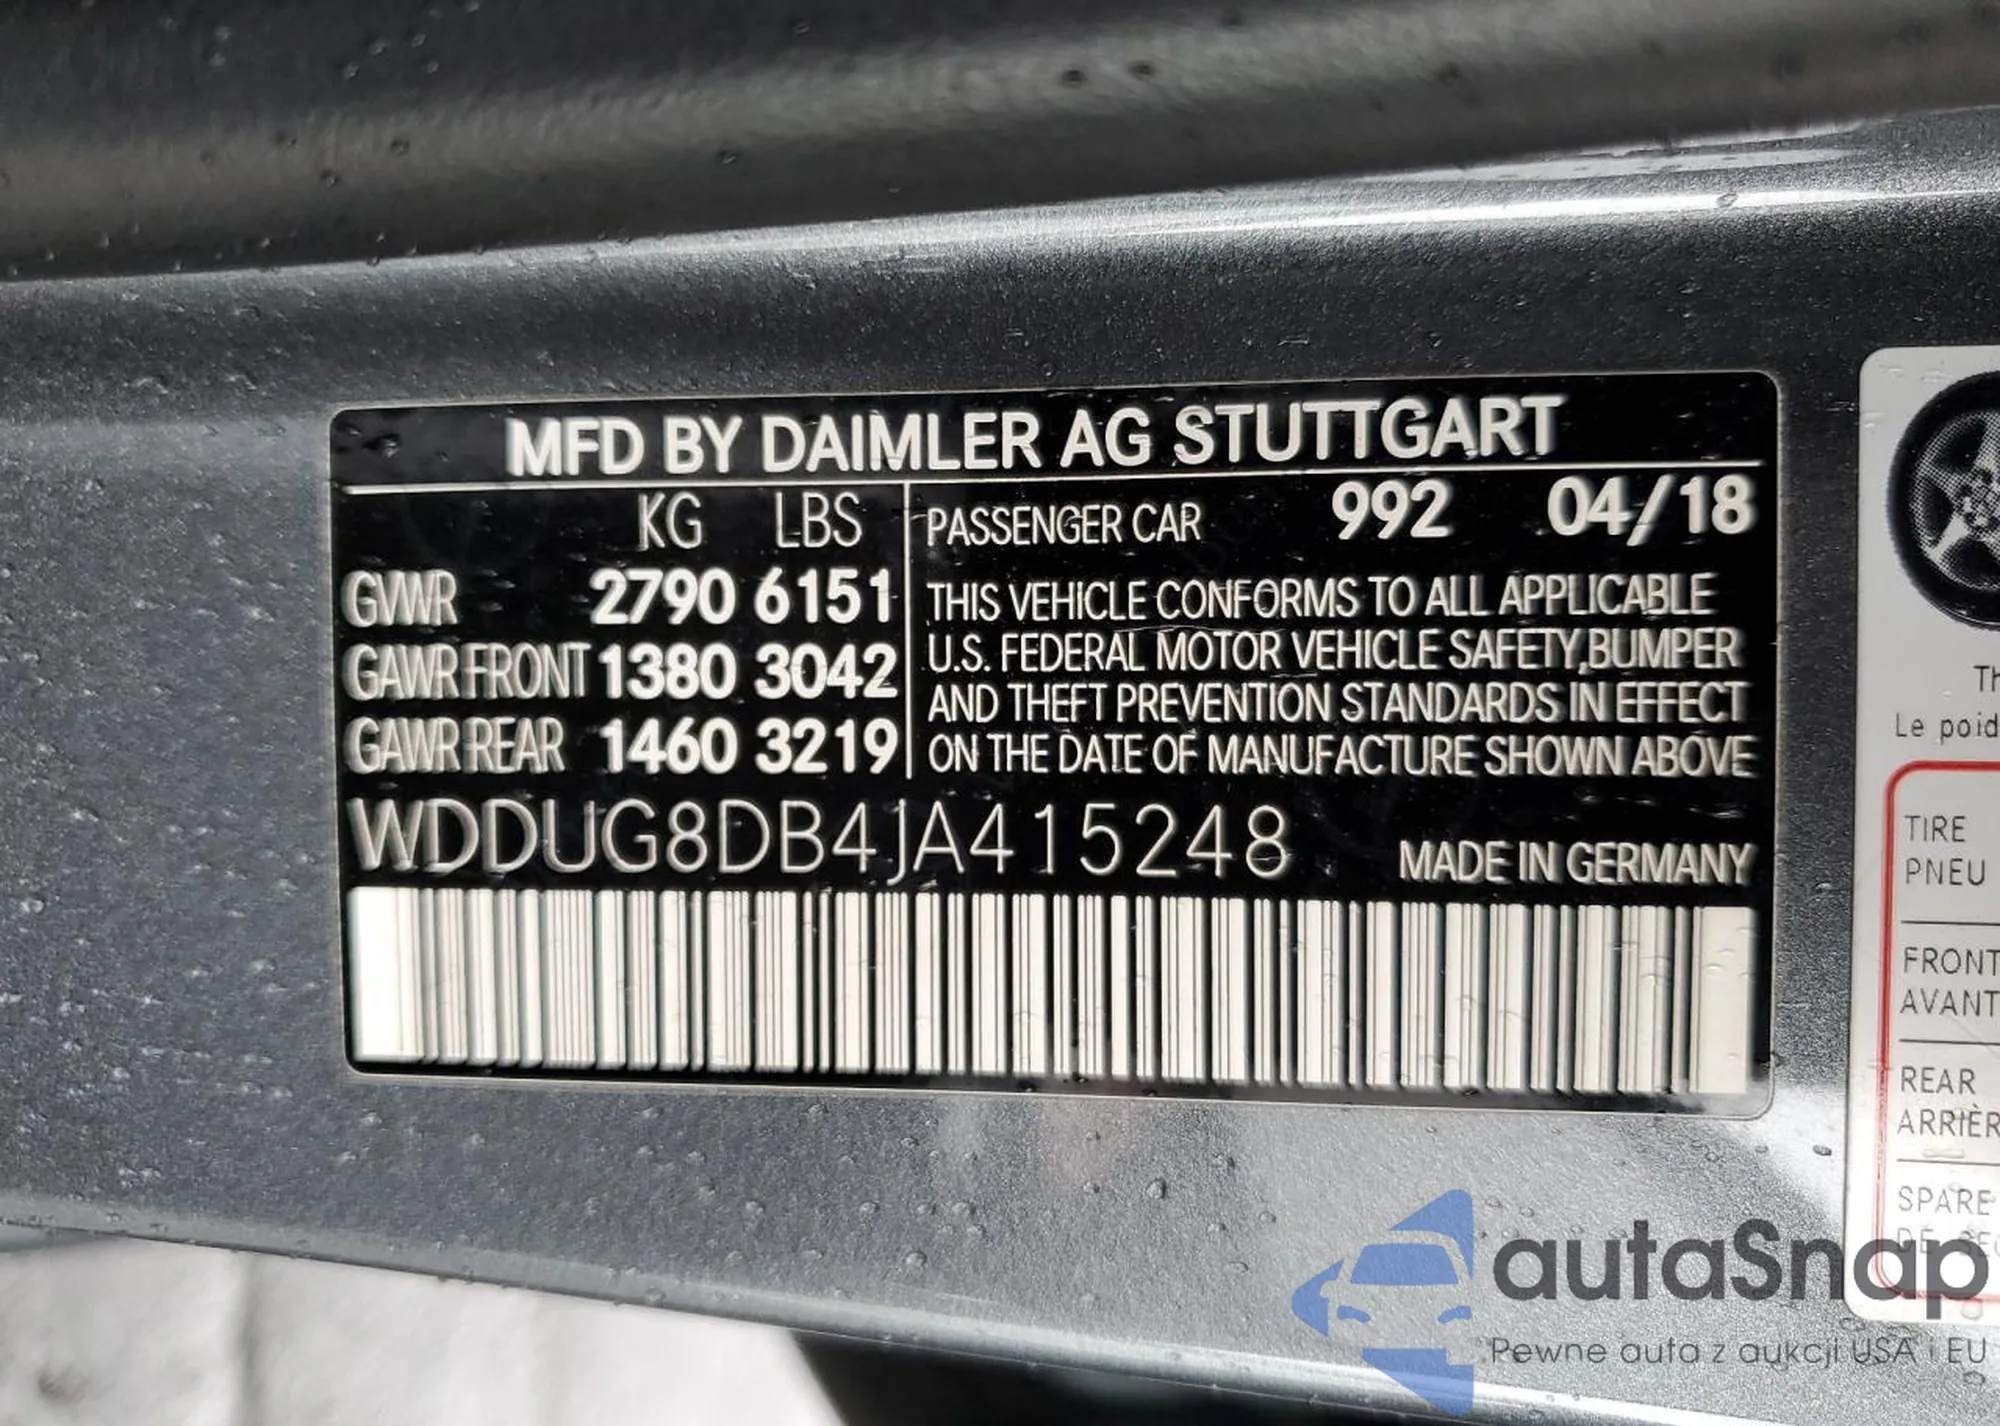 MFD BY DAIMLER AG STUTTGART
KG LBS
GVWR 2790 6151
GAWR FRONT 1380 3042
GAWR REAR 1460 3219
PASSENGER CAR 992 04/18
THIS VEHICLE CONFORMS TO ALL APPLICABLE
U.S. FEDERAL MOTOR VEHICLE SAFETY,BUMPER
AND THEFT PREVENTION STANDARDS IN EFFECT
ON THE DATE OF MANUFACTURE SHOWN ABOVE
WDDUG8DB4JA415248
MADE IN GERMANY
Le
TIRE
PNEU
FRONT
AVANT
REAR
SPARE
autaSnap
Pewne auta z aukcji USA i EU